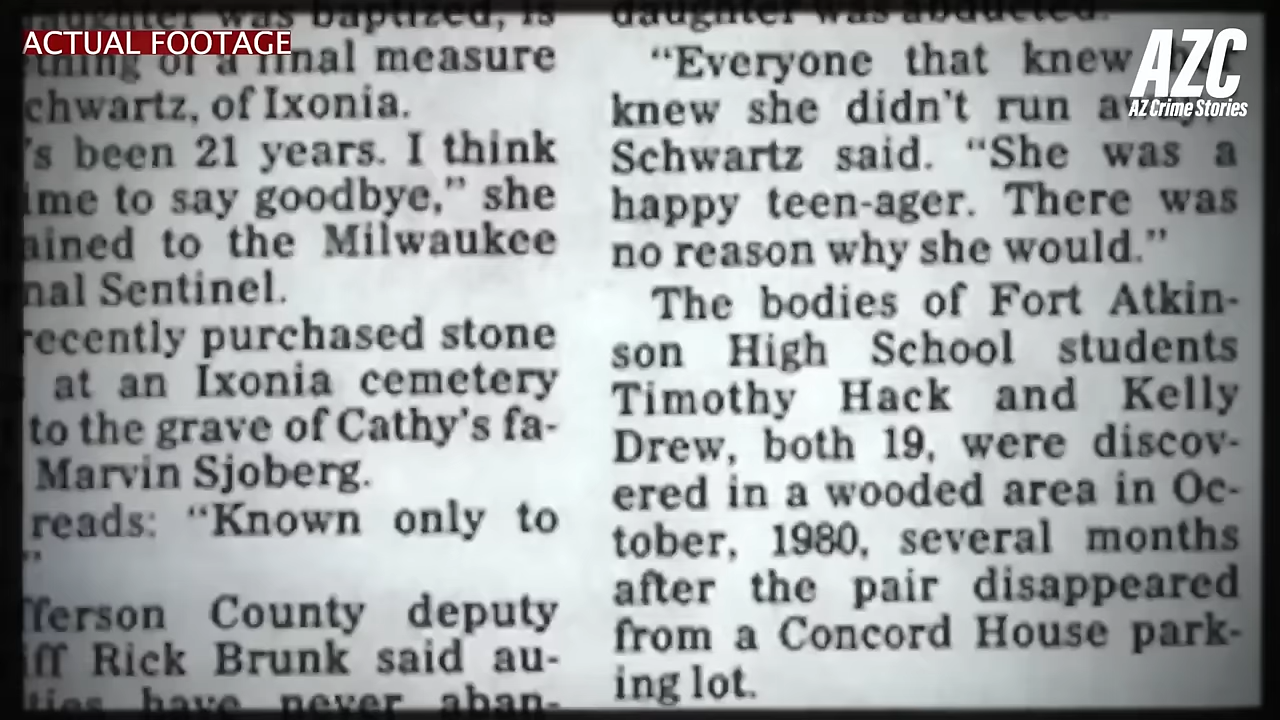 ACTUAL FOOTAGE
AZC
AZ Crime Stories
was baptized, is
of a final measure
chwartz, of Ixonia.
's been 21 years. I think
ime to say goodbye," she
ained to the Milwaukee
nal Sentinel.
recently purchased stone
at an Ixonia cemetery
to the grave of Cathy's fa-
Marvin Sjoberg.
reads: "Known only to
"
fferson County deputy
iff Rick Brunk said au-
ties have never aban-
daughter was abducted.
"Everyone that knew
knew she didn't run
Schwartz said. "She was a
happy teen-ager. There was
no reason why she would."
The bodies of Fort Atkin-
son High School students
Timothy Hack and Kelly
Drew, both 19, were discov-
ered in a wooded area in Oc-
tober, 1980, several months
after the pair disappeared
from a Concord House park-
ing lot.